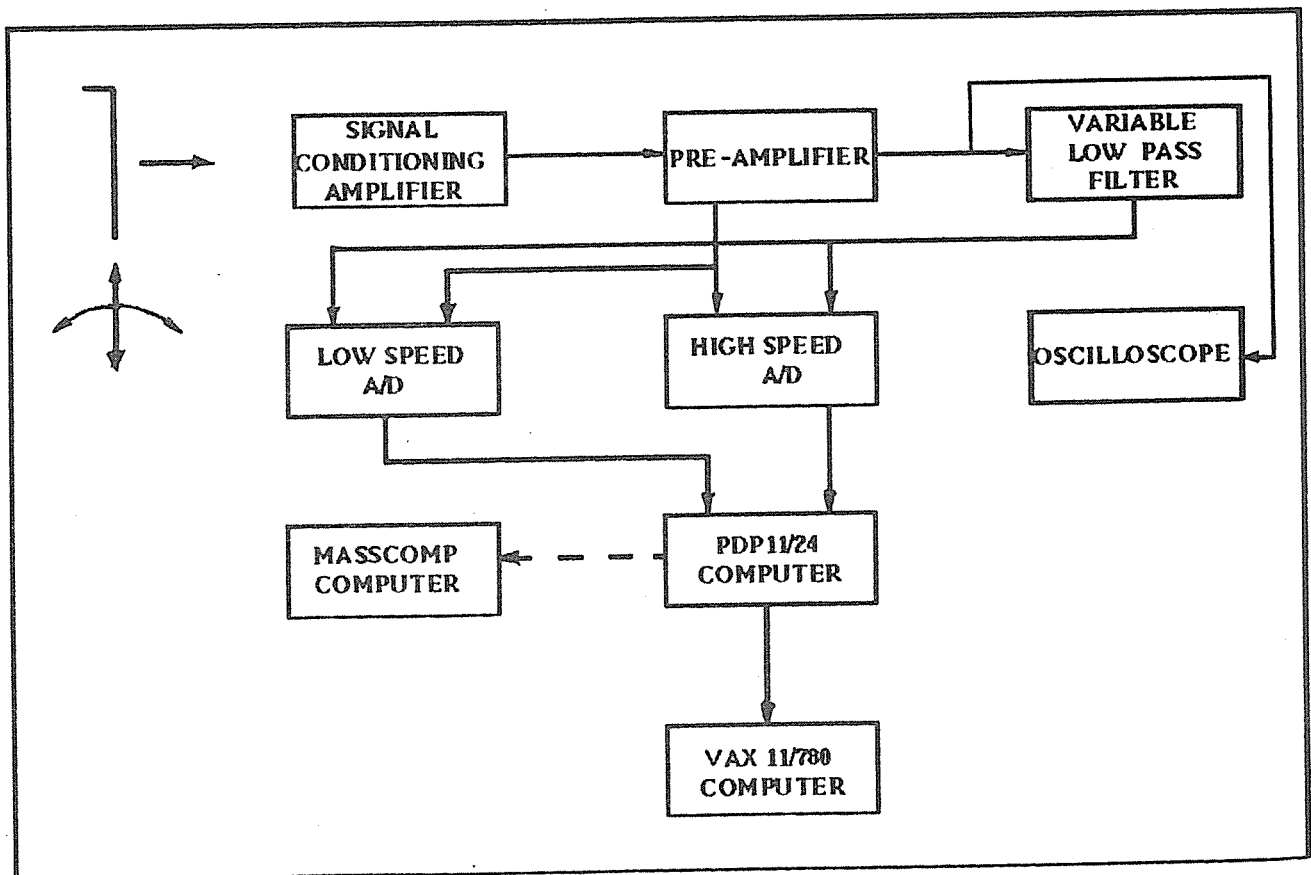 SIGNAL
CONDITIONING
AMPLIFIER
PRE-AMPLIFIER
VARIABLE
LOW PASS
FILTER
LOW SPEED
A/D
HIGH SPEED
A/D
OSCILLOSCOPE
MASSCOMP
COMPUTER
PDP11/24
COMPUTER
VAX 11/780
COMPUTER